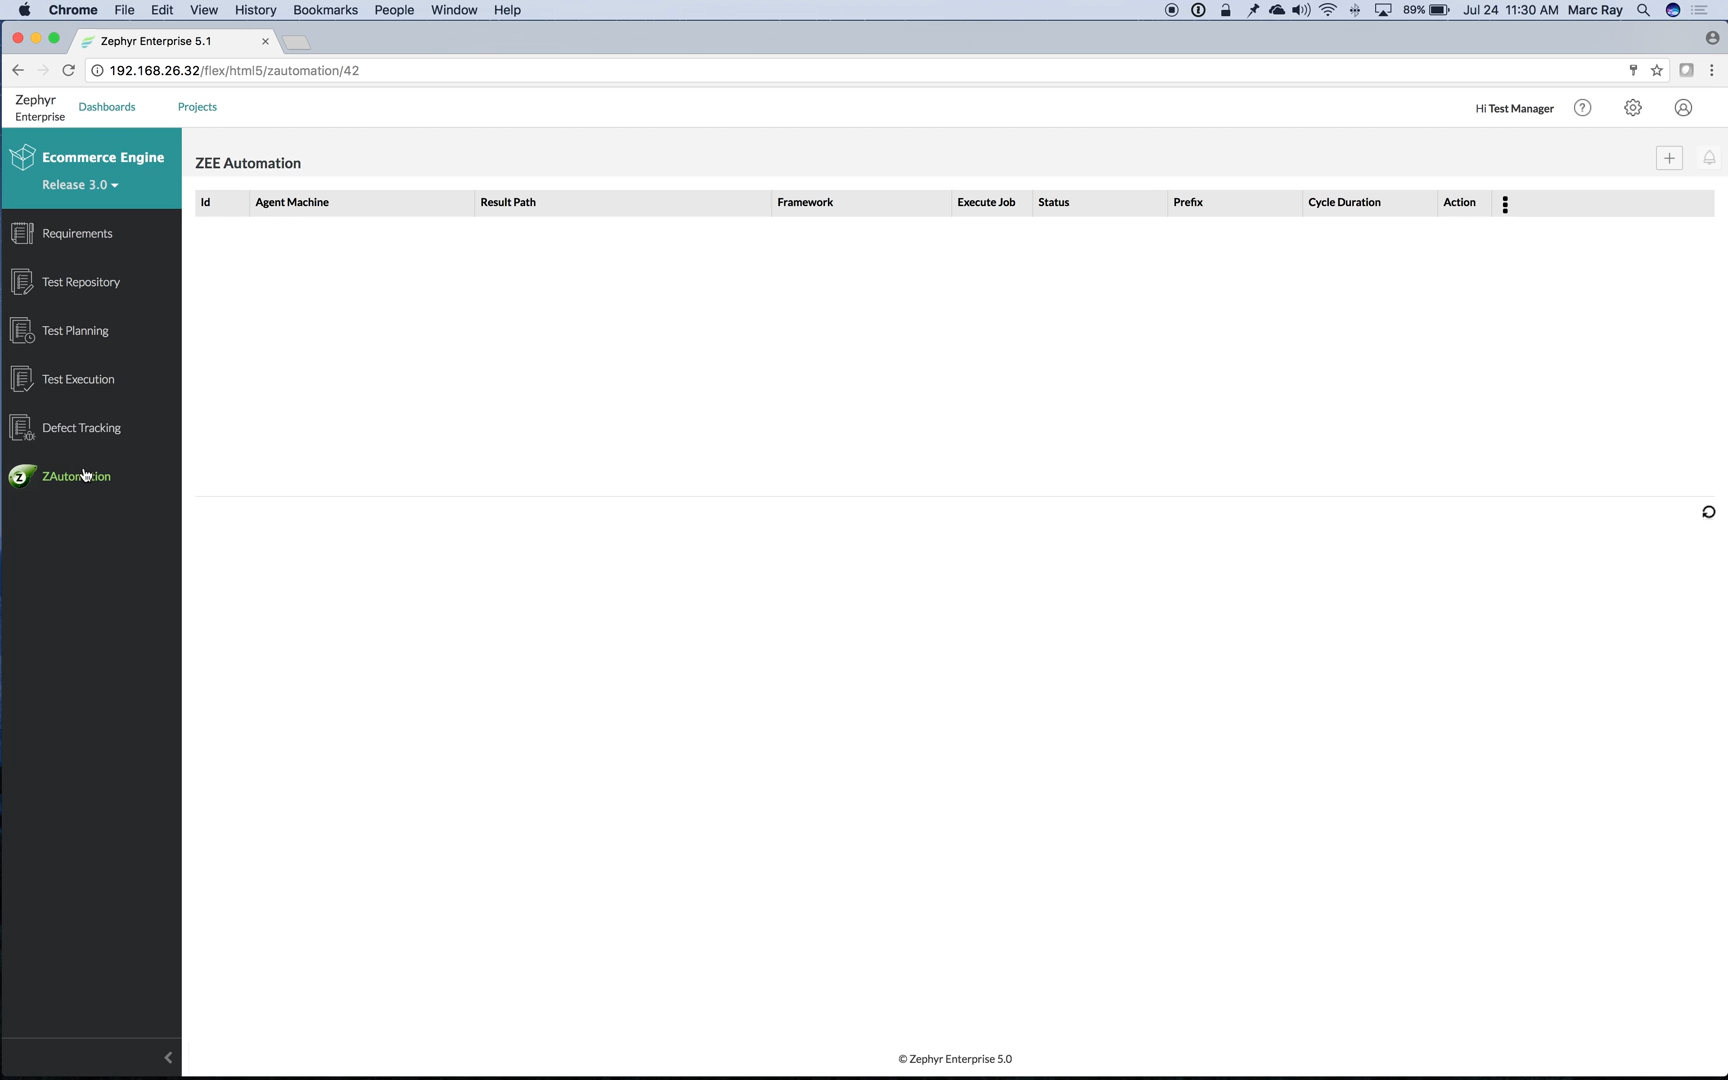 Chrome File Edit View History Bookmarks People Window Help 89% Jul 24 11:30 AM Marc Ray
Zephyr Enterprise 5.1
192.168.26.32/flex/html5/zautomation/42
Zephyr
Enterprise
Dashboards Projects
Hi Test Manager
Ecommerce Engine
Release 3.0
Requirements
Test Repository
Test Planning
Test Execution
Defect Tracking
Z ZAutomation
ZEE Automation
Id Agent Machine Result Path Framework Execute Job Status Prefix Cycle Duration Action
© Zephyr Enterprise 5.0